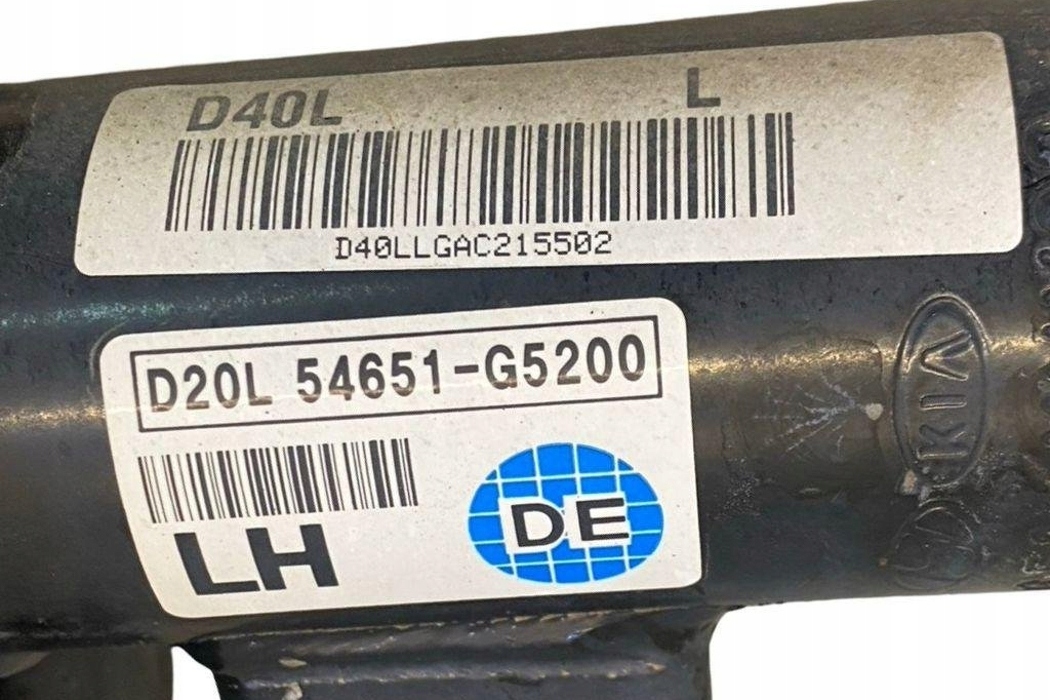 D40L L
D40LLGAC215502
D20L 54651-G5200
LH
DE
KIA